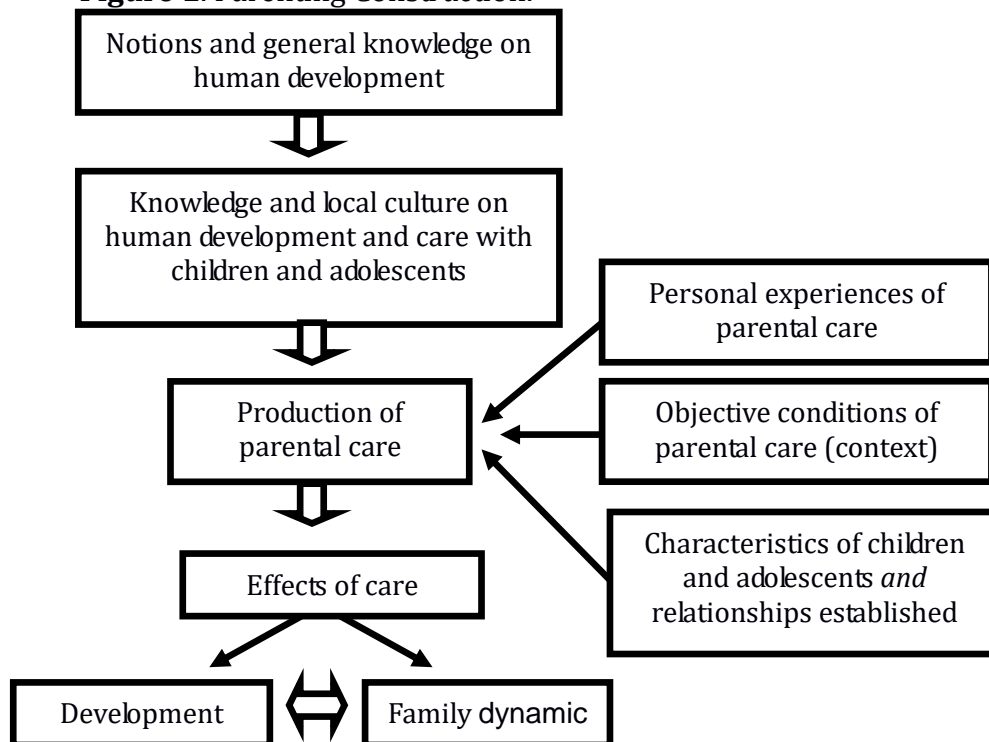 Parenting Construction.
Notions and general knowledge on
human development
Knowledge and local culture on
human development and care with
children and adolescents
Personal experiences of
parental care
Production of
parental care
Objective conditions of
parental care (context)
Characteristics of children
and adolescents and
relationships established
Effects of care
Development
Family dynamic